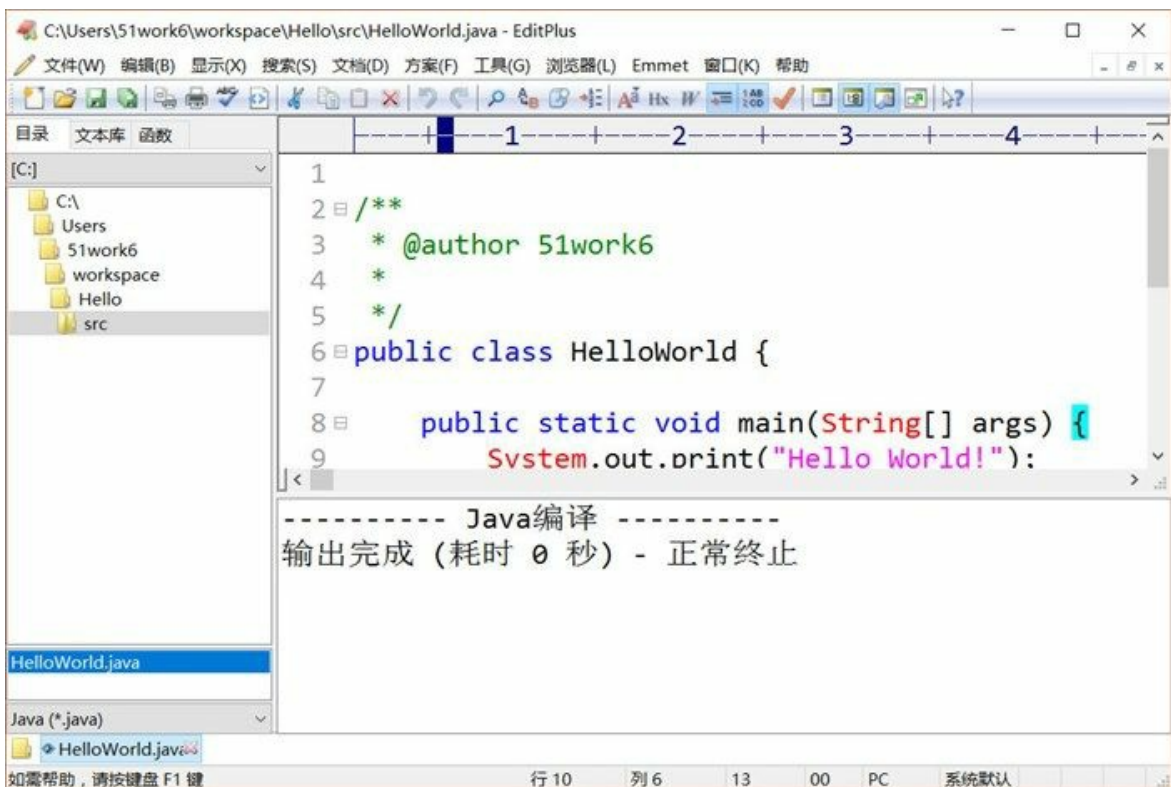 C:\Users\51work6\workspace\Hello\src\HelloWorld.java - EditPlus
文件(W) 编辑(B) 显示(X) 搜索(S) 文档(D) 方案(F) 工具(G) 浏览器(L) Emmet 窗口(K) 帮助
目录 文本库 函数
[C:]
C:\
Users
51work6
workspace
Hello
src
HelloWorld.java
Java (*.java)
----+----1----+----2----+----3----+----4----+---
1
2 /**
3 * @author 51work6
4 *
5 */
6 public class HelloWorld {
7
8 public static void main(String[] args) {
9 System.out.print("Hello World!");
---------- Java编译 ----------
输出完成 (耗时 0 秒) - 正常终止
HelloWorld.java
如需帮助，请按键盘 F1 键 行 10 列 6 13 00 PC 系统默认